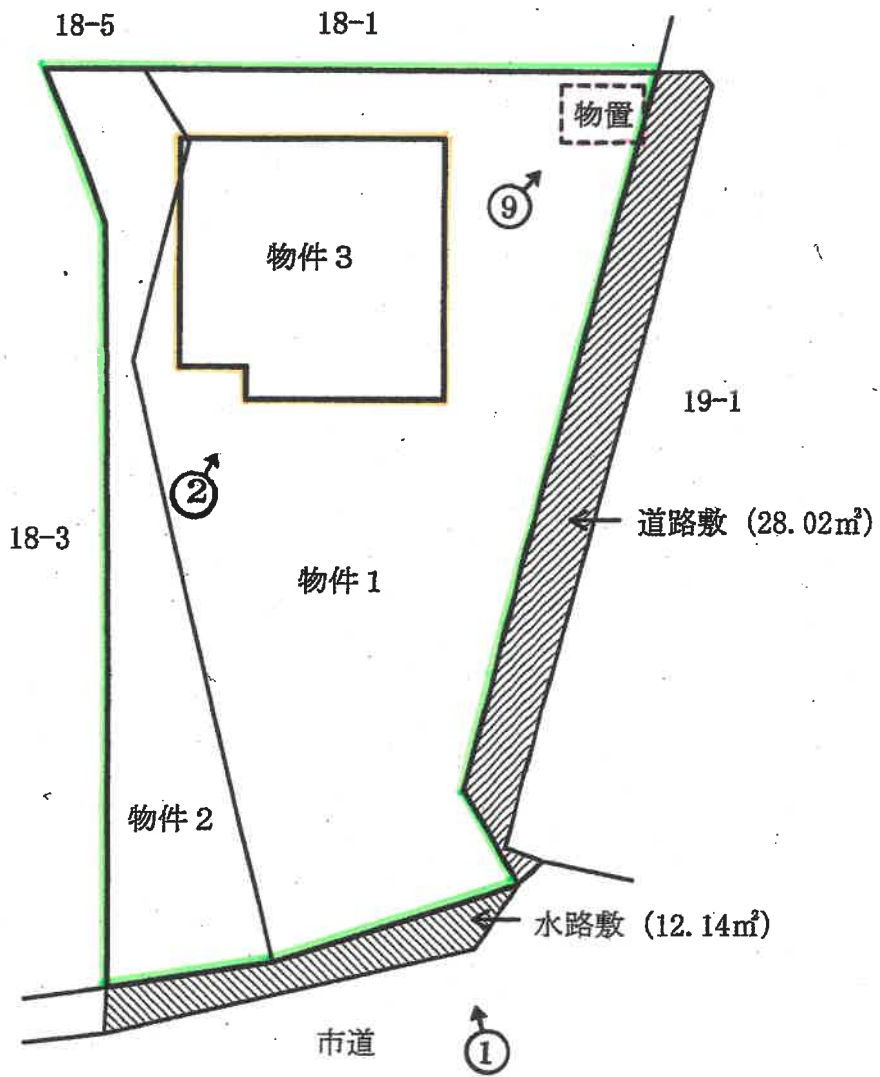 18-5
18-1
物置
⑨
物件3
19-1
②
18-3
道路敷 (28.02㎡)
物件1
物件2
水路敷 (12.14㎡)
市道
①